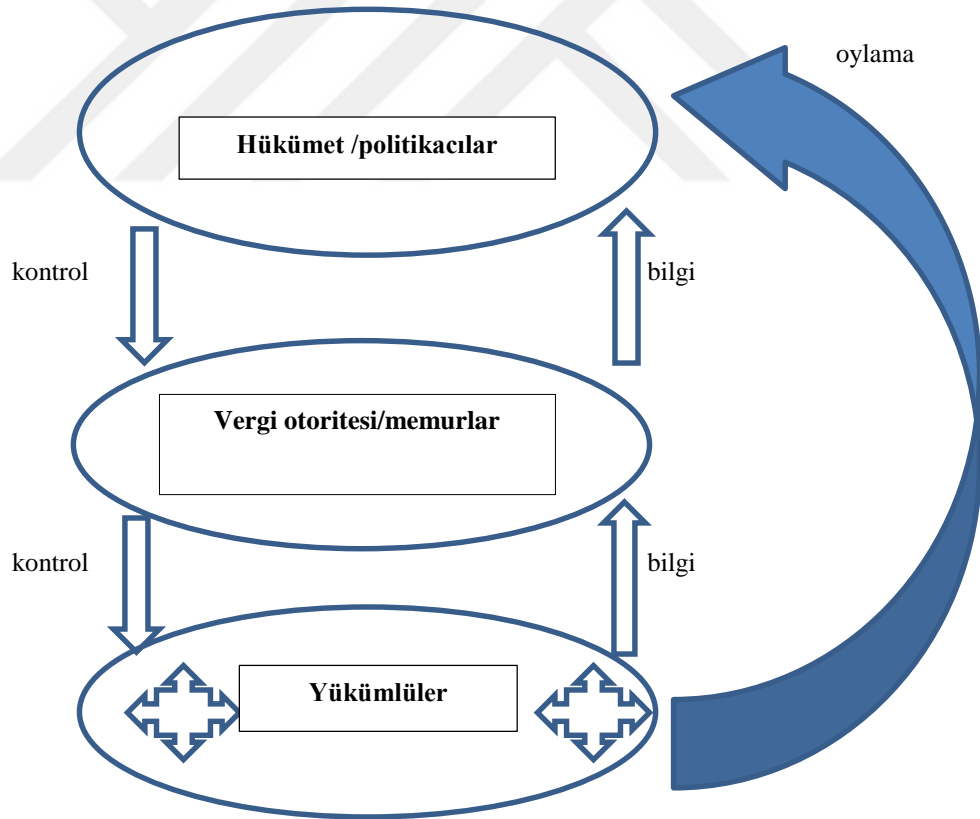 oylama
Hükümet /politikacılar
kontrol
bilgi
Vergi otoritesi/memurlar
kontrol
bilgi
Yükümlüler